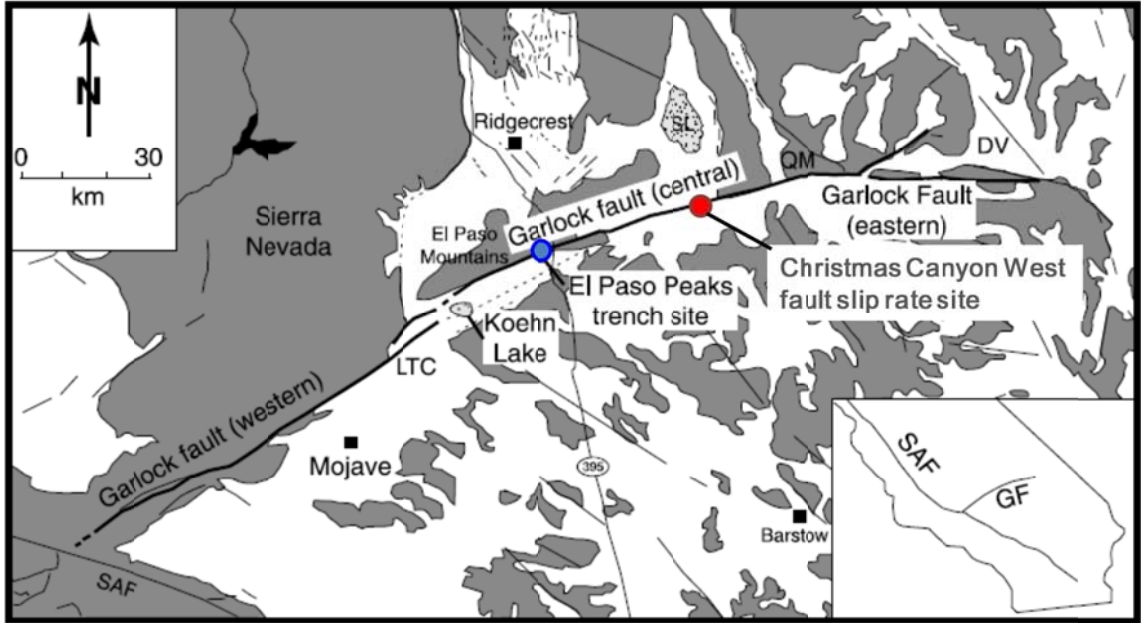 N
0 30
km
Sierra
Nevada
Ridgecrest
SL
El Paso
Mountains
Garlock fault (central)
QM
DV
Garlock Fault
(eastern)
Christmas Canyon West
fault slip rate site
El Paso Peaks
trench site
Koehn
Lake
LTC
Garlock fault (western)
Mojave
395
Barstow
SAF
SAF
GF